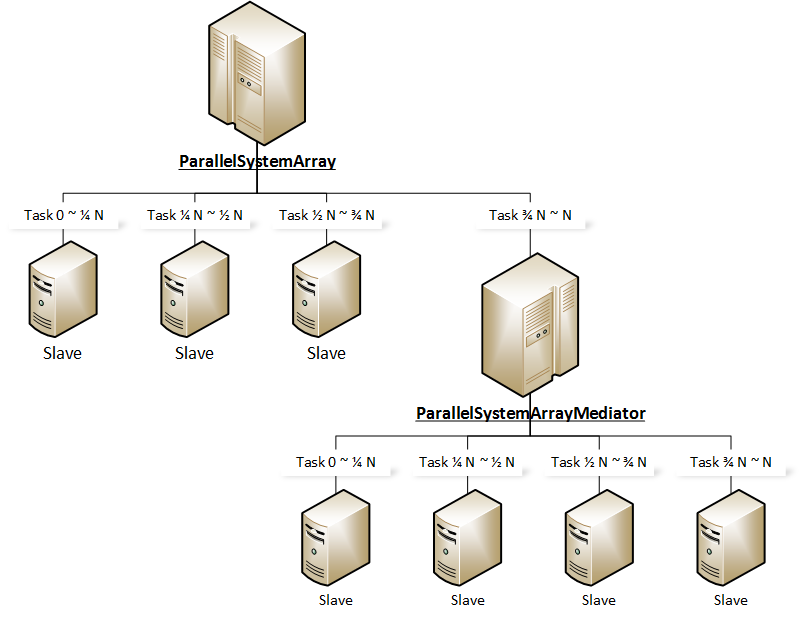 ParallelSystemArray
Task 0 ~ ¼ N
Task ¼ N ~ ½ N
Task ½ N ~ ¾ N
Task ¾ N ~ N
Slave
Slave
Slave
ParallelSystemArrayMediator
Task 0 ~ ¼ N
Task ¼ N ~ ½ N
Task ½ N ~ ¾ N
Task ¾ N ~ N
Slave
Slave
Slave
Slave